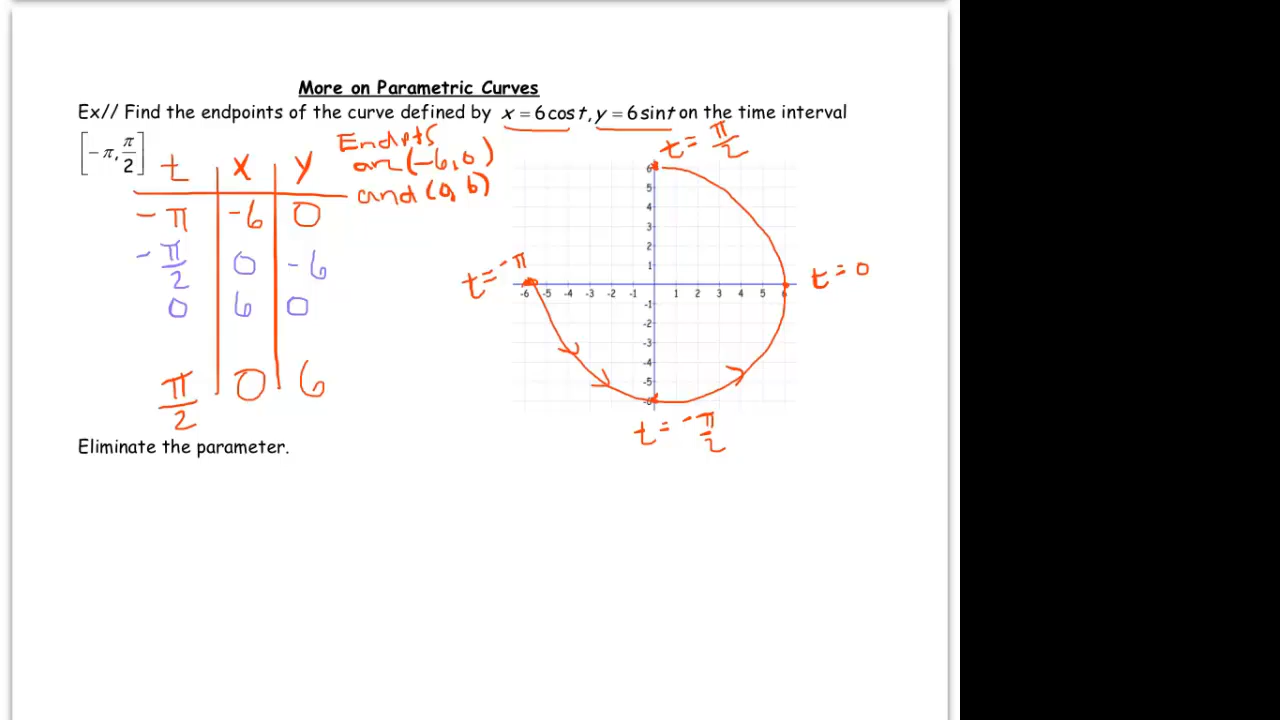 More on Parametric Curves
Ex// Find the endpoints of the curve defined by x = 6cos t, y = 6 sin t on the time interval
[-π, π/2]
Endpts
are (-6, 0)
and (0, 6)
t x y
-π -6 0
-π/2 0 -6
0 6 0
π/2 0 6
t = π/2
t = -π
t = 0
t = -π/2
6
5
4
3
2
1
-6 -5 -4 -3 -2 -1 1 2 3 4 5 6
-1
-2
-3
-4
-5
-6
Eliminate the parameter.